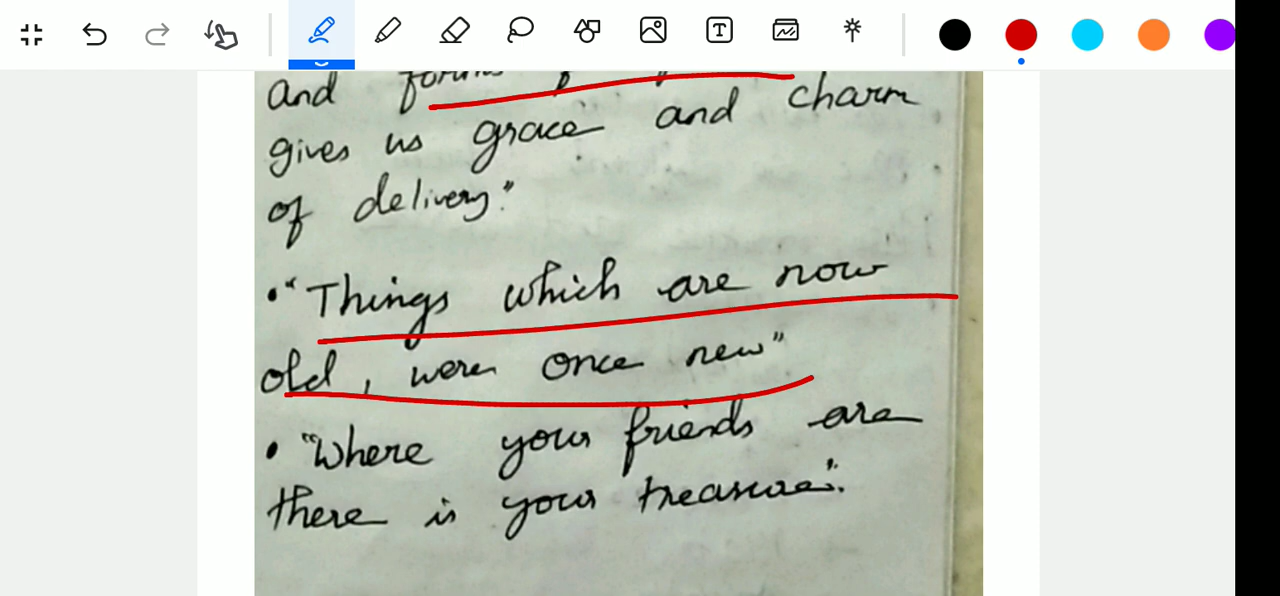 and forms
gives us grace and charm
of delivery."
• "Things which are now
old, were once new"
• "Where your friends are
there is your treasure".